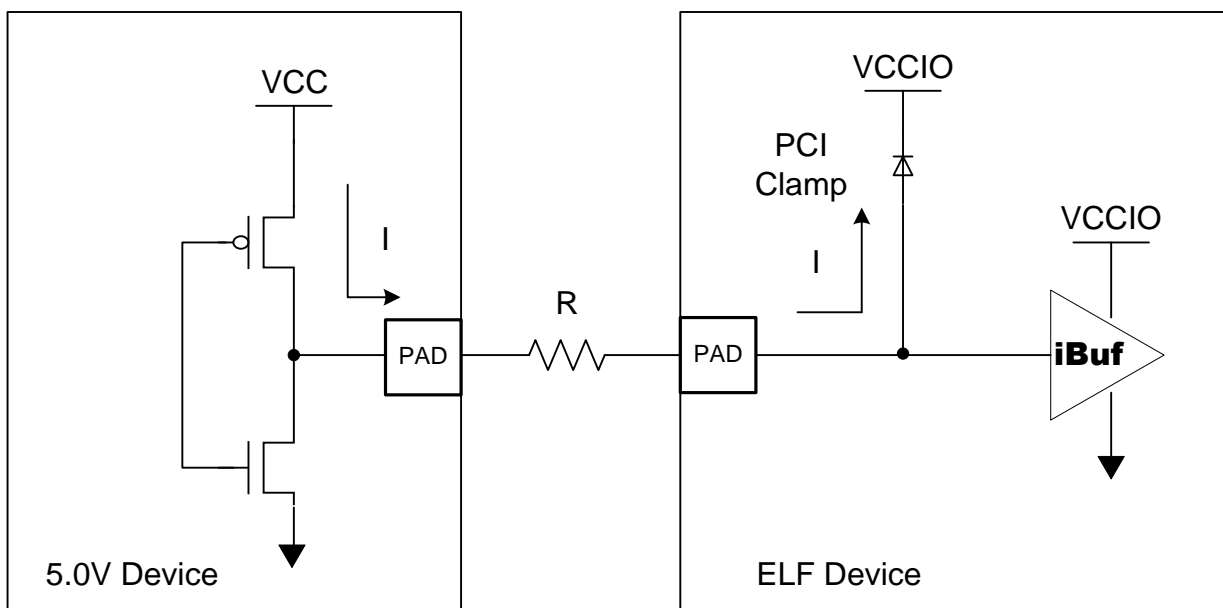 VCC
I
PAD
5.0V Device
R
VCCIO
PCI
Clamp
I
PAD
VCCIO
iBuf
ELF Device